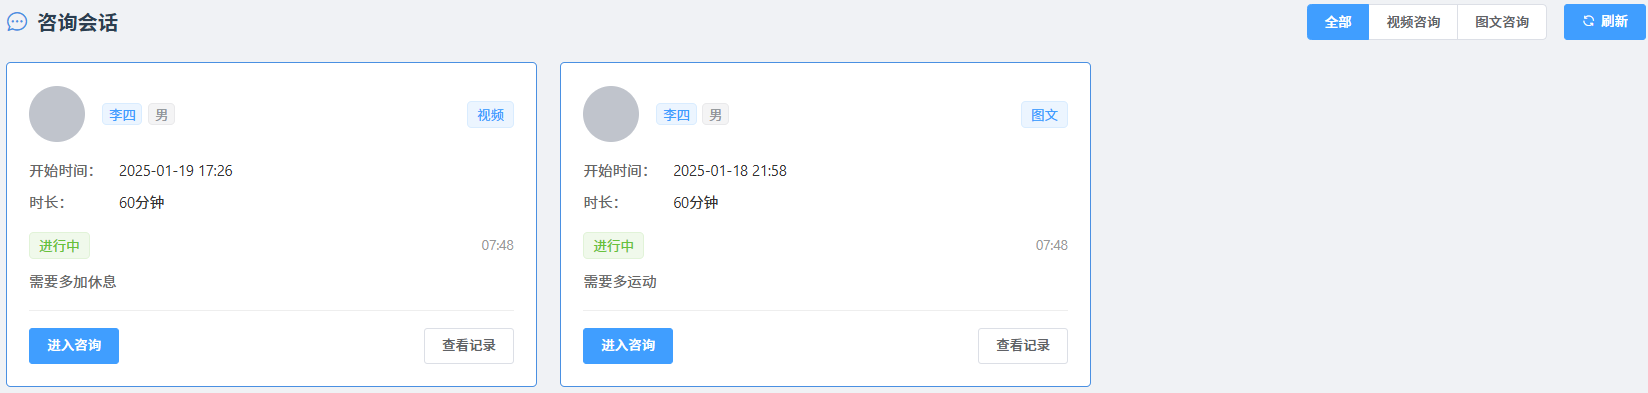 咨询会话
全部 视频咨询 图文咨询 刷新
李四 男 视频
开始时间： 2025-01-19 17:26
时长： 60分钟
进行中 07:48
需要多加休息
进入咨询 查看记录
李四 男 图文
开始时间： 2025-01-18 21:58
时长： 60分钟
进行中 07:48
需要多运动
进入咨询 查看记录